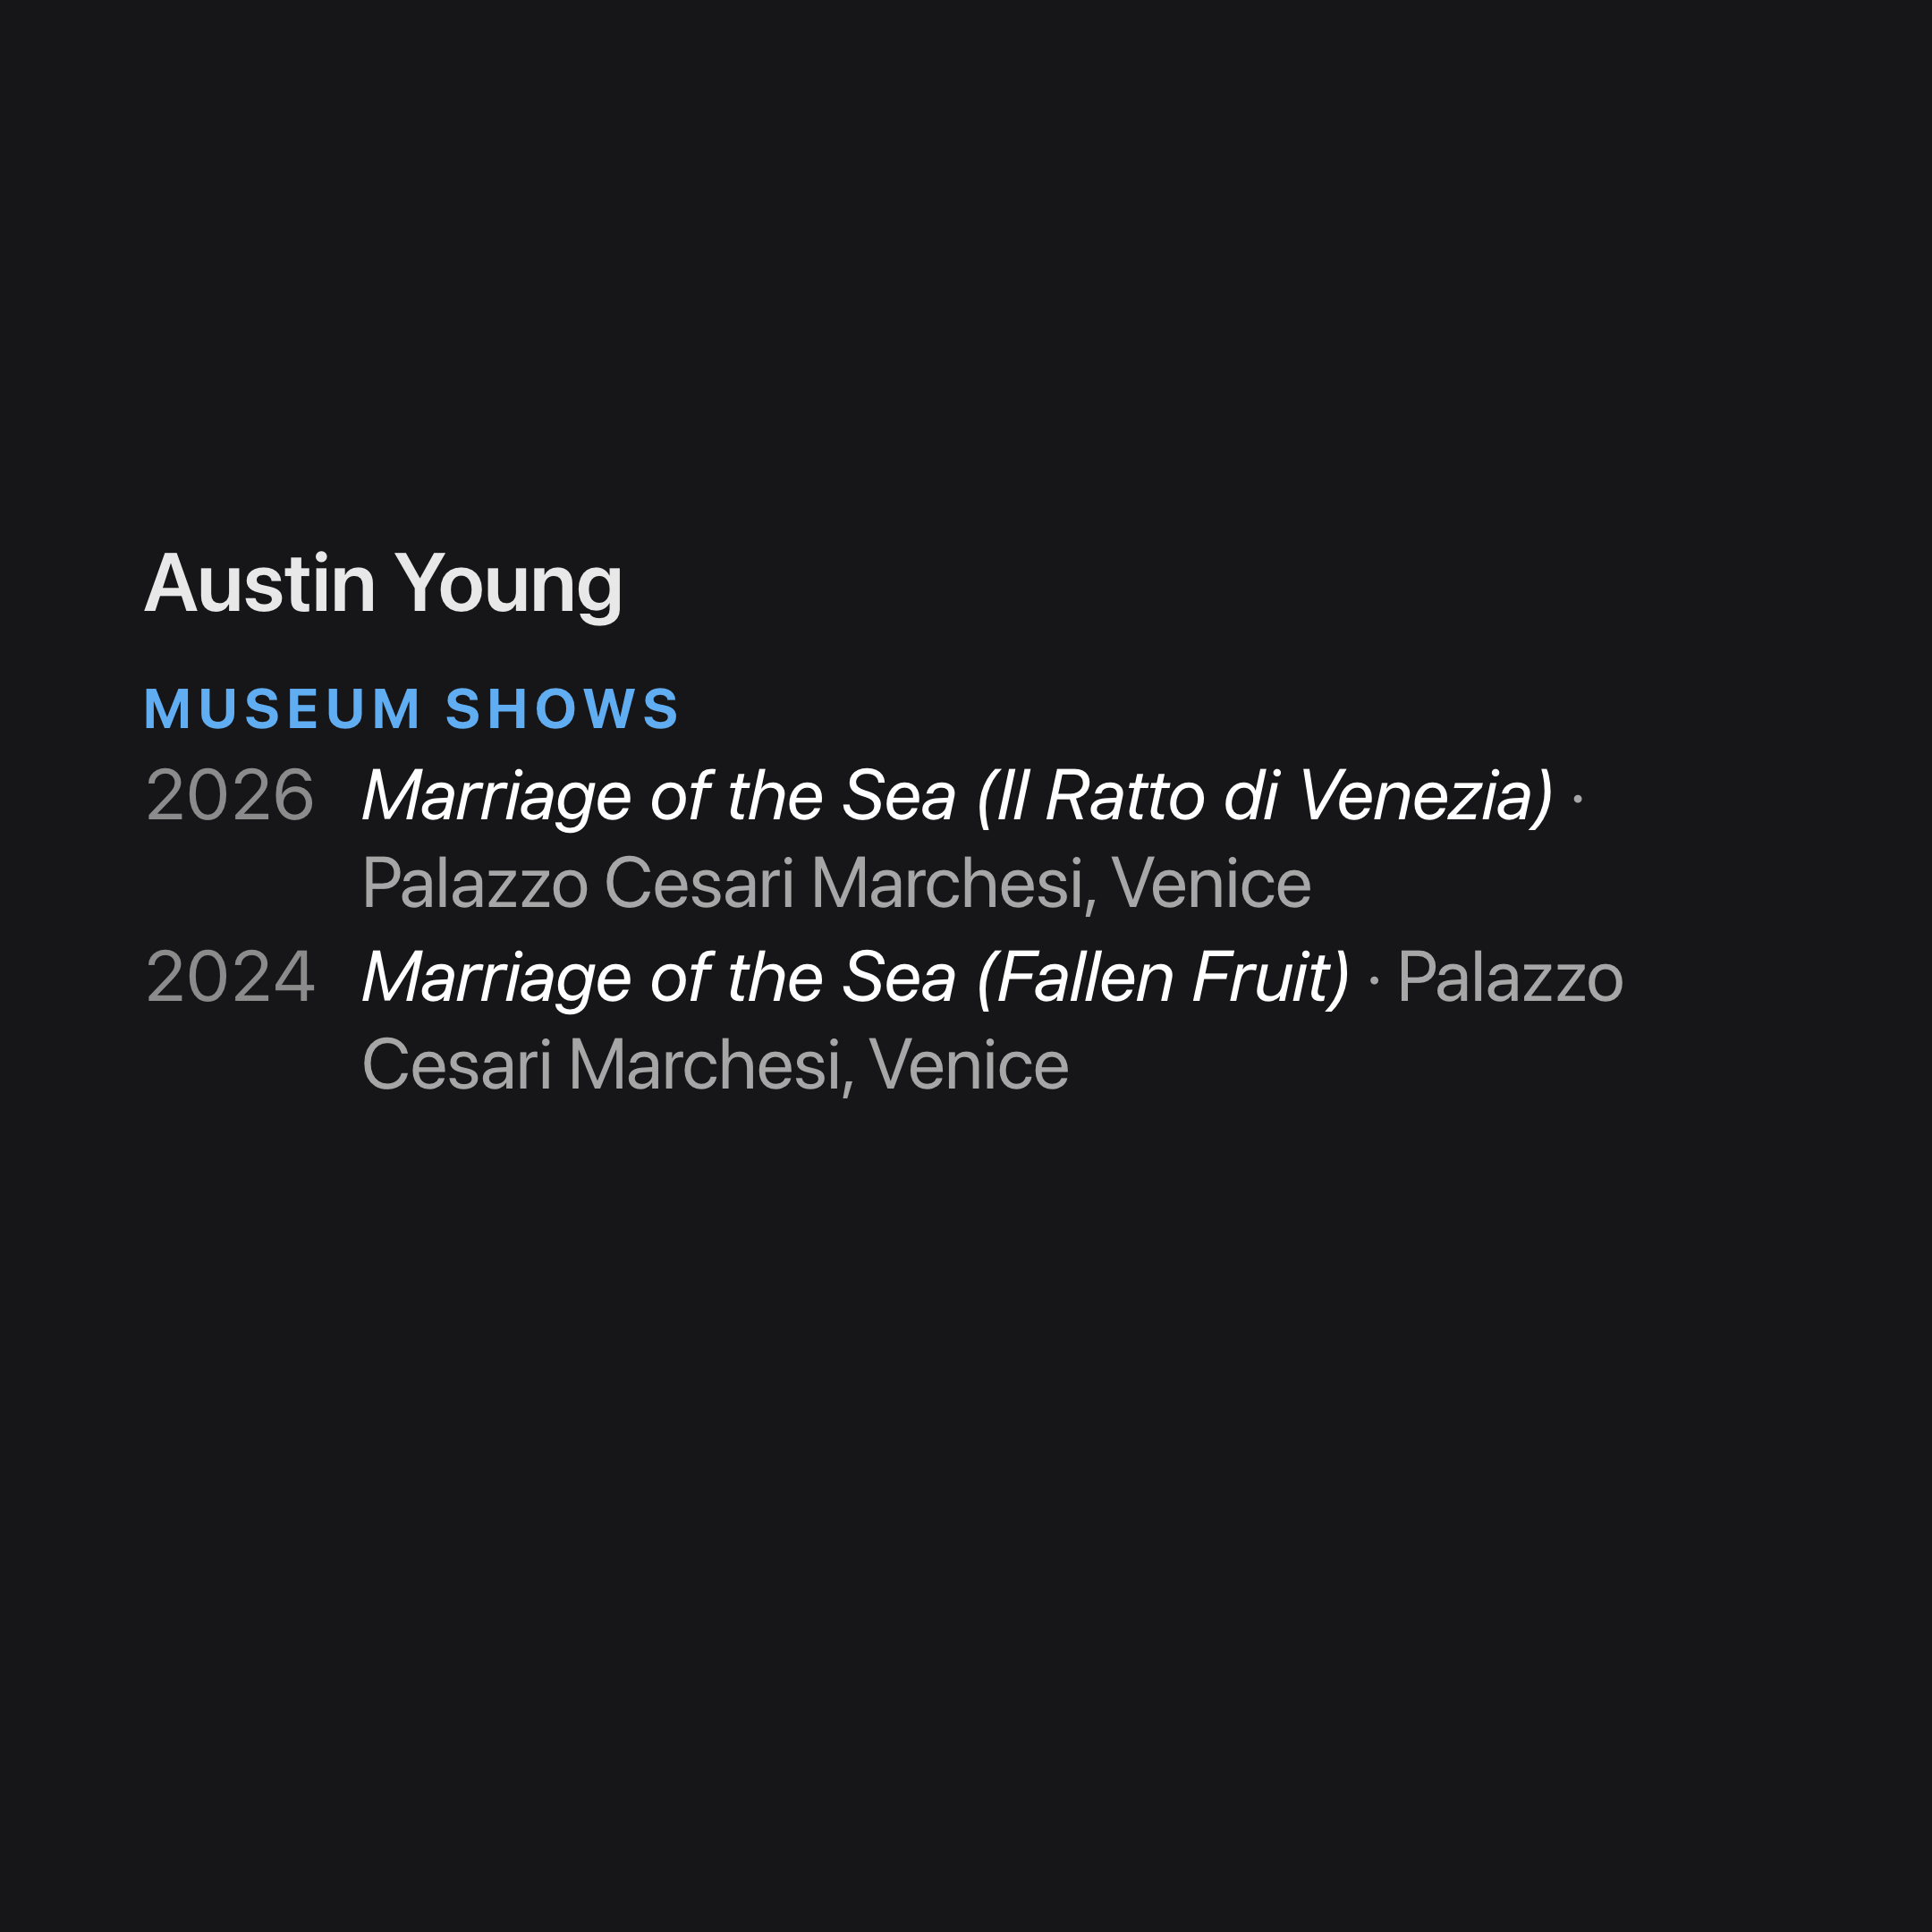 Austin Young
MUSEUM SHOWS
2026 Marriage of the Sea (Il Ratto di Venezia) ·
Palazzo Cesari Marchesi, Venice
2024 Marriage of the Sea (Fallen Fruit) · Palazzo
Cesari Marchesi, Venice